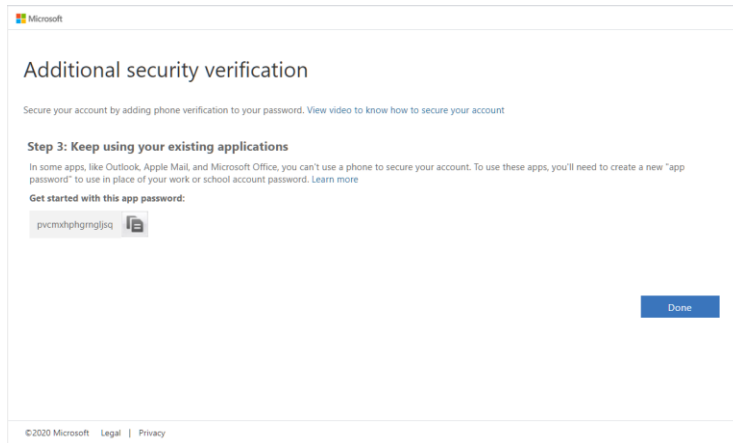 Microsoft
Additional security verification
Secure your account by adding phone verification to your password. View video to know how to secure your account
Step 3: Keep using your existing applications
In some apps, like Outlook, Apple Mail, and Microsoft Office, you can't use a phone to secure your account. To use these apps, you'll need to create a new "app
password" to use in place of your work or school account password. Learn more
Get started with this app password:
pvcmxhphgrngljsq
Done
©2020 Microsoft Legal | Privacy